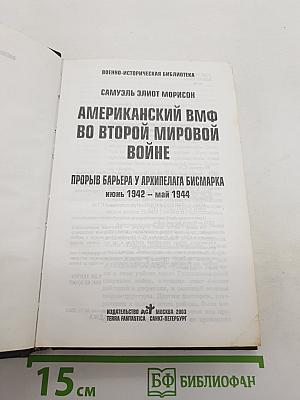 ВОЕННО-ИСТОРИЧЕСКАЯ БИБЛИОТЕКА
САМУЭЛЬ ЭЛИОТ МОРИСОН
АМЕРИКАНСКИЙ ВМФ
ВО ВТОРОЙ МИРОВОЙ
ВОЙНЕ
ПРОРЫВ БАРЬЕРА У АРХИПЕЛАГА БИСМАРКА
июнь 1942 – май 1944
ИЗДАТЕЛЬСТВО АСТ МОСКВА 2003
TERRA FANTASTICA САНКТ-ПЕТЕРБУРГ
15 см
БФ БИБЛИОФАН